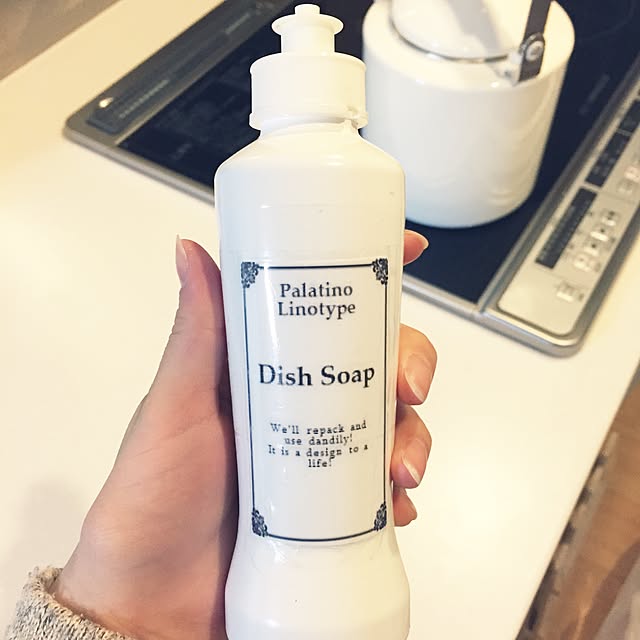 Palatino
Linotype
Dish Soap
We'll repack and
use dandily!
It is a design to a
life!